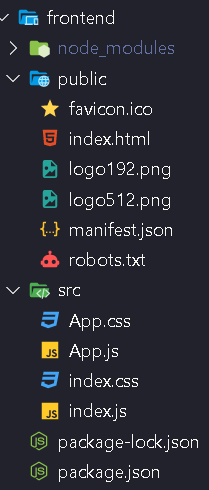 frontend
node_modules
public
favicon.ico
index.html
logo192.png
logo512.png
manifest.json
robots.txt
src
App.css
App.js
index.css
index.js
package-lock.json
package.json